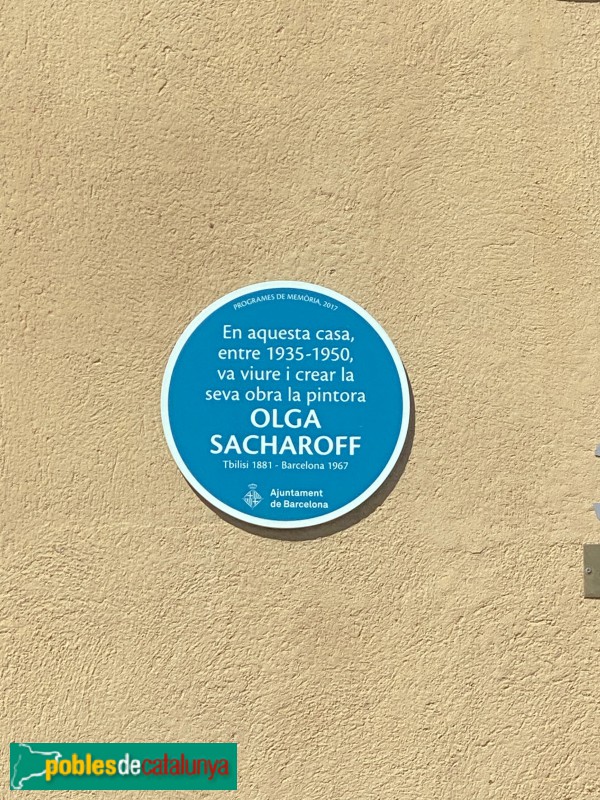 PROGRAMES DE MEMÒRIA, 2017
En aquesta casa,
entre 1935-1950,
va viure i crear la
seva obra la pintora
OLGA
SACHAROFF
Tbilisi 1881 - Barcelona 1967
Ajuntament
de Barcelona
poblesdecatalunya